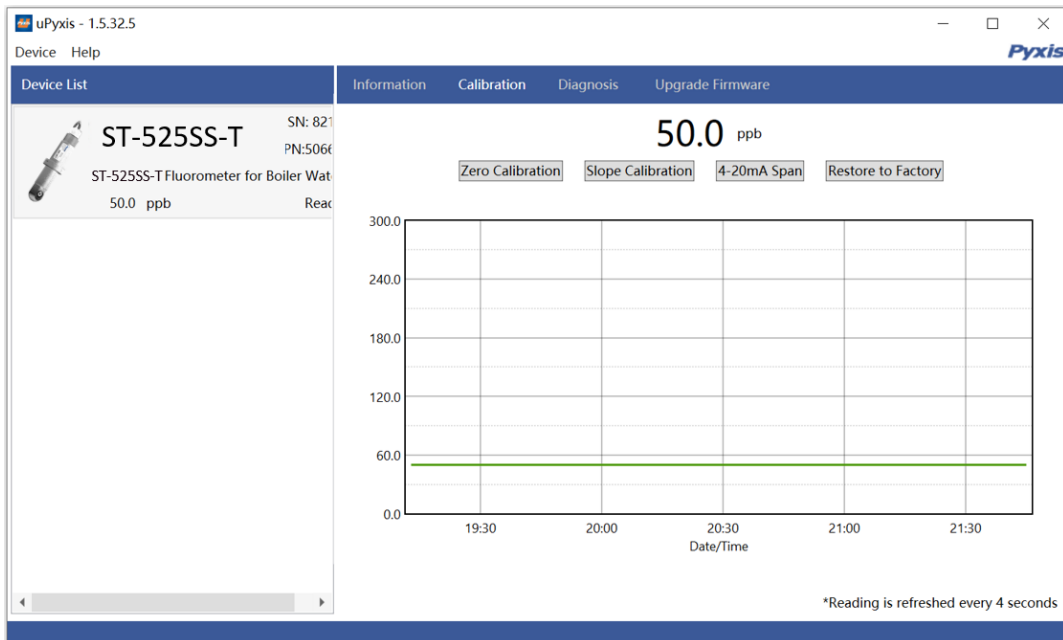 uPyxis - 1.5.32.5
Device Help
Pyxis
Device List
Information Calibration Diagnosis Upgrade Firmware
ST-525SS-T
SN: 821
PN:5066
ST-525SS-T Fluorometer for Boiler Wat
50.0 ppb
Read
50.0 ppb
Zero Calibration Slope Calibration 4-20mA Span Restore to Factory
300.0
240.0
180.0
120.0
60.0
0.0
19:30 20:00 20:30 21:00 21:30
Date/Time
*Reading is refreshed every 4 seconds